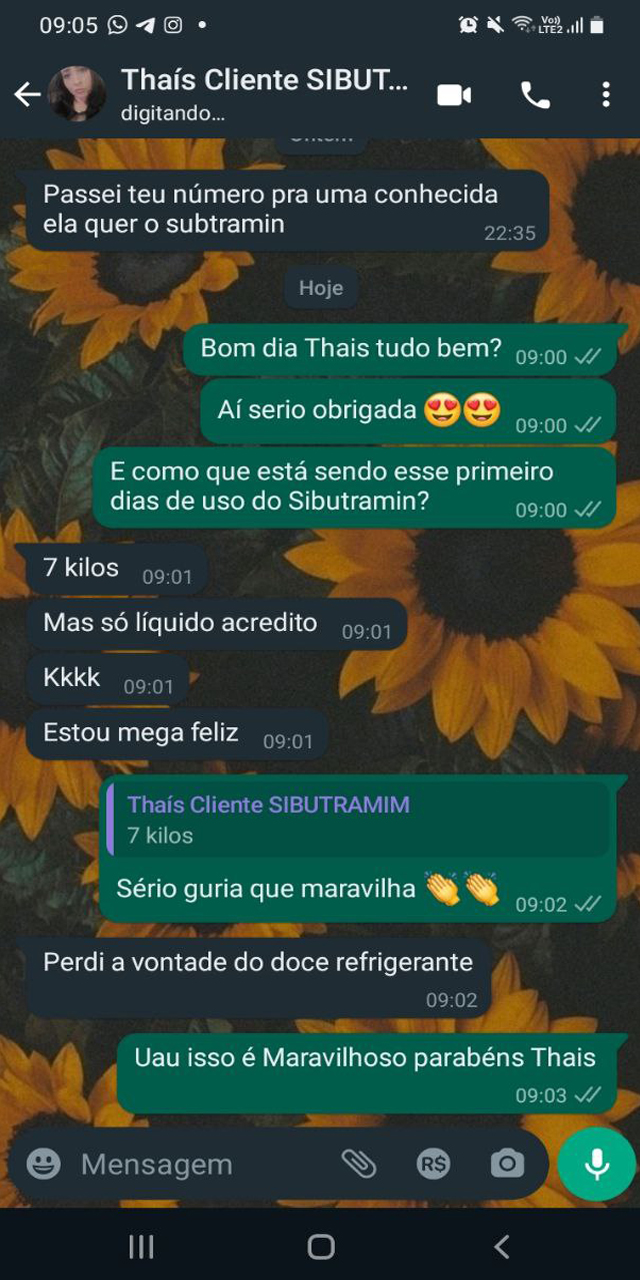 09:05
Vo))
LTE2
Thaís Cliente SIBUT...
digitando...
Ontem
Passei teu número pra uma conhecida
ela quer o subtramin
22:35
Hoje
Bom dia Thais tudo bem?
09:00
Aí serio obrigada 😍😍
09:00
E como que está sendo esse primeiro
dias de uso do Sibutramin?
09:00
7 kilos
09:01
Mas só líquido acredito
09:01
Kkkk
09:01
Estou mega feliz
09:01
Thaís Cliente SIBUTRAMIM
7 kilos
Sério guria que maravilha 👏👏
09:02
Perdi a vontade do doce refrigerante
09:02
Uau isso é Maravilhoso parabéns Thais
09:03
Mensagem
R$